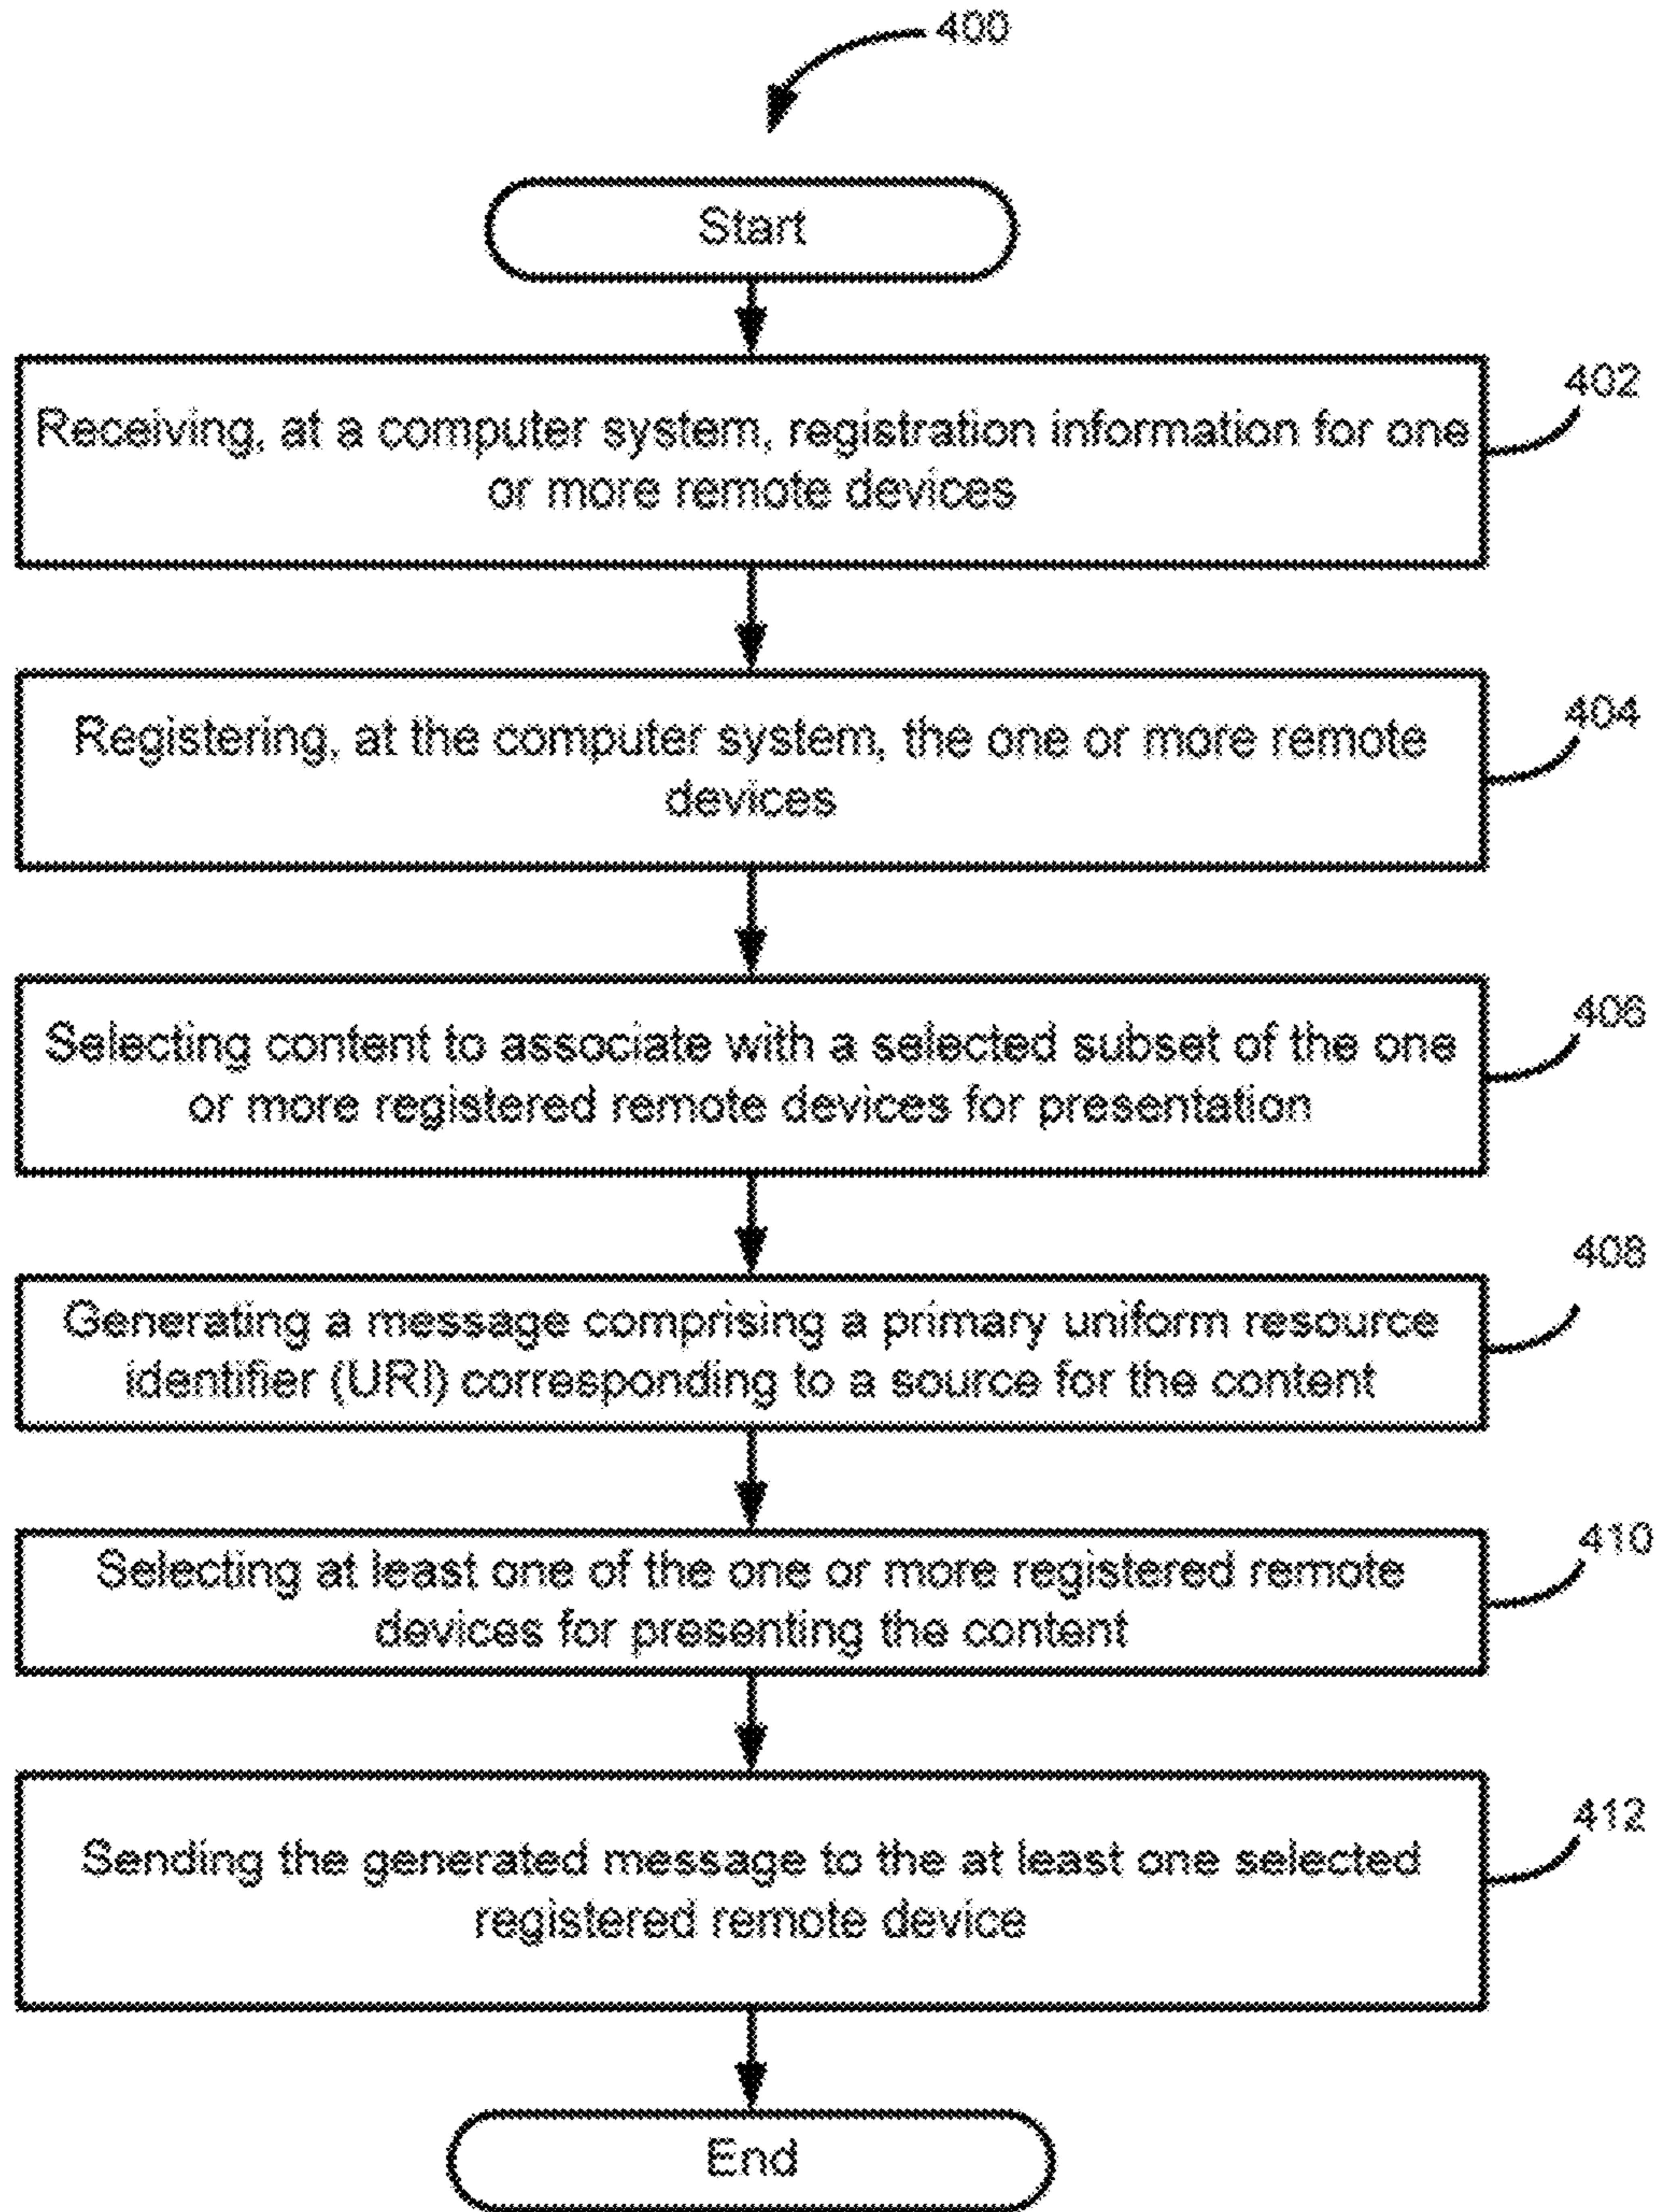 400
Start
402
Receiving, at a computer system, registration information for one
or more remote devices
404
Registering, at the computer system, the one or more remote
devices
406
Selecting content to associate with a selected subset of the one
or more registered remote devices for presentation
408
Generating a message comprising a primary uniform resource
identifier (URI) corresponding to a source for the content
410
Selecting at least one of the one or more registered remote
devices for presenting the content
412
Sending the generated message to the at least one selected
registered remote device
End